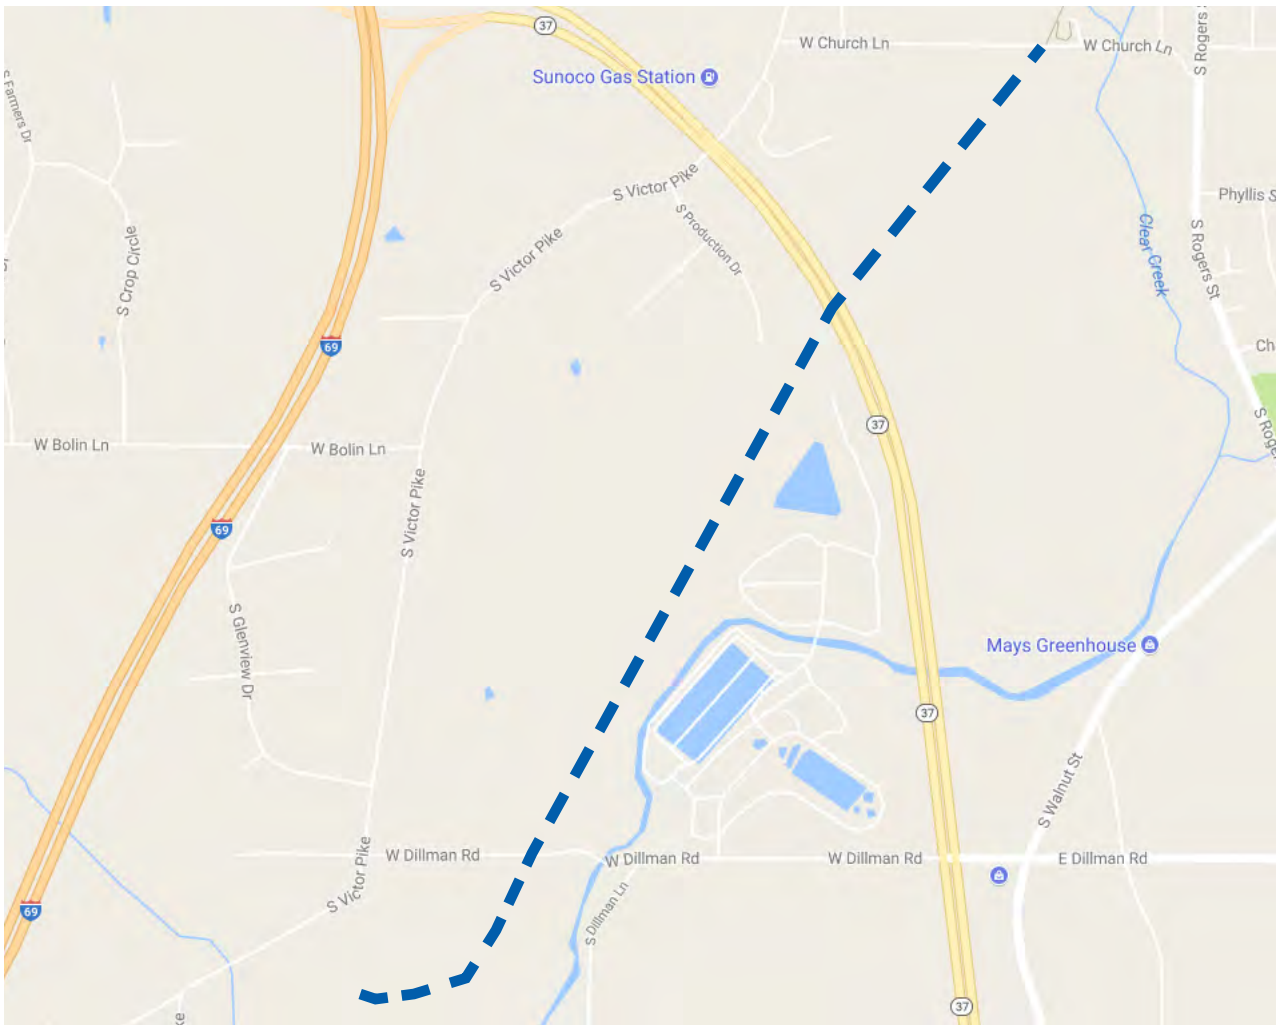 37
W Church Ln
W Church Ln
S Rogers
Sunoco Gas Station
S Farmers Dr
S Victor Pike
Phyllis S
S Production Dr
Clear Creek
S Rogers St
S Victor Pike
S Crop Circle
69
Ch
37
S Roger
W Bolin Ln
W Bolin Ln
S Victor Pike
69
S Glenview Dr
Mays Greenhouse
37
S Walnut St
W Dillman Rd
W Dillman Rd
W Dillman Rd
E Dillman Rd
S Victor Pike
69
S Dillman Ln
37
ke